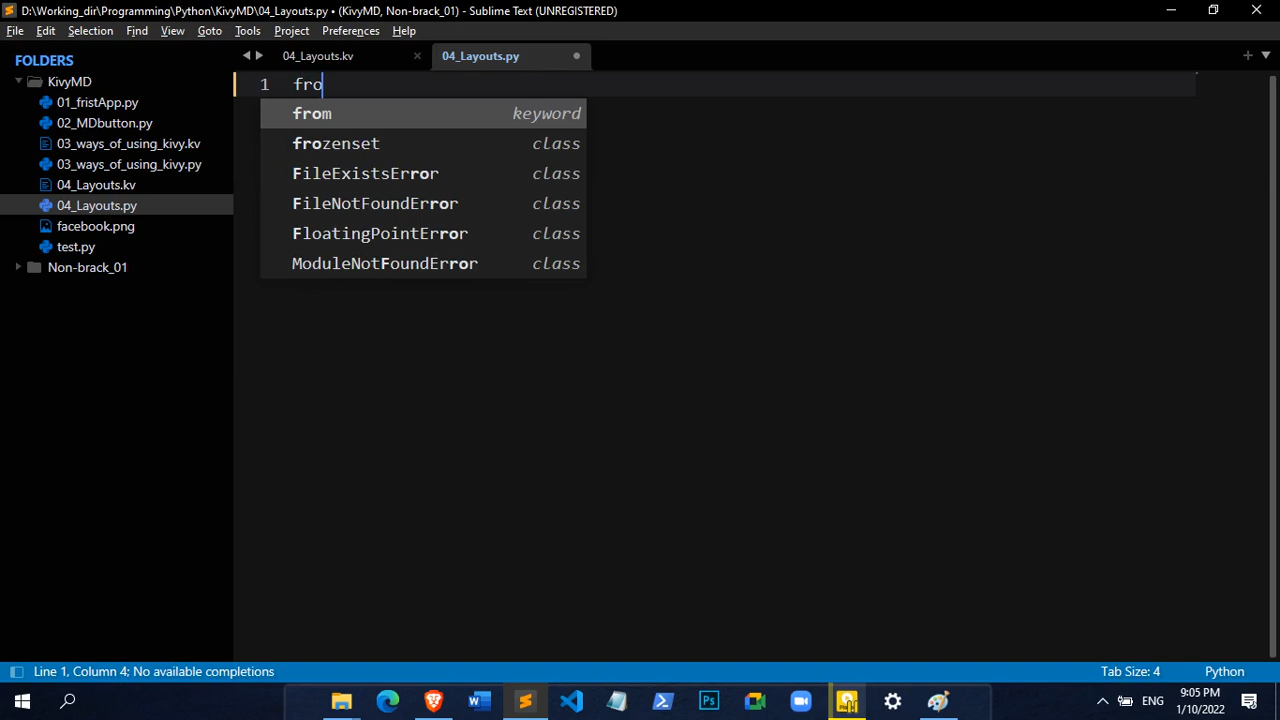 D:\Working_dir\Programming\Python\KivyMD\04_Layouts.py • (KivyMD, Non-brack_01) - Sublime Text (UNREGISTERED)
File Edit Selection Find View Goto Tools Project Preferences Help
FOLDERS
KivyMD
01_fristApp.py
02_MDbutton.py
03_ways_of_using_kivy.kv
03_ways_of_using_kivy.py
04_Layouts.kv
04_Layouts.py
facebook.png
test.py
Non-brack_01
04_Layouts.kv × 04_Layouts.py
1 fro
from keyword
frozenset class
FileExistsError class
FileNotFoundError class
FloatingPointError class
ModuleNotFoundError class
Line 1, Column 4; No available completions Tab Size: 4 Python
ENG 9:05 PM
1/10/2022